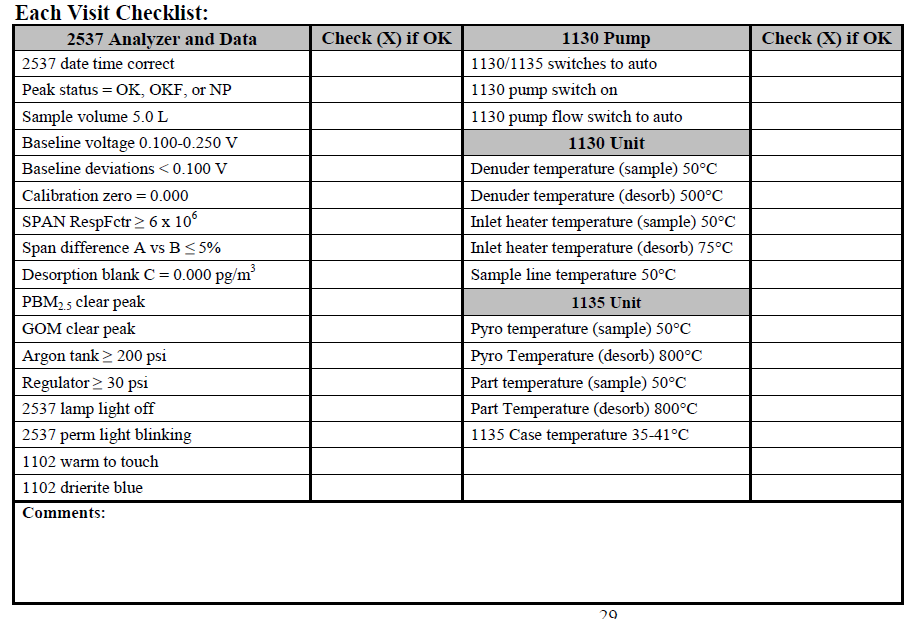 Each Visit Checklist:
2537 Analyzer and Data Check (X) if OK 1130 Pump Check (X) if OK
2537 date time correct 1130/1135 switches to auto
Peak status = OK, OKF, or NP 1130 pump switch on
Sample volume 5.0 L 1130 pump flow switch to auto
Baseline voltage 0.100-0.250 V 1130 Unit
Baseline deviations < 0.100 V Denuder temperature (sample) 50°C
Calibration zero = 0.000 Denuder temperature (desorb) 500°C
SPAN RespFctr ≥ 6 x 10⁶ Inlet heater temperature (sample) 50°C
Span difference A vs B ≤ 5% Inlet heater temperature (desorb) 75°C
Desorption blank C = 0.000 pg/m³ Sample line temperature 50°C
PBM₂.₅ clear peak 1135 Unit
GOM clear peak Pyro temperature (sample) 50°C
Argon tank ≥ 200 psi Pyro Temperature (desorb) 800°C
Regulator ≥ 30 psi Part temperature (sample) 50°C
2537 lamp light off Part Temperature (desorb) 800°C
2537 perm light blinking 1135 Case temperature 35-41°C
1102 warm to touch
1102 drierite blue
Comments:
29